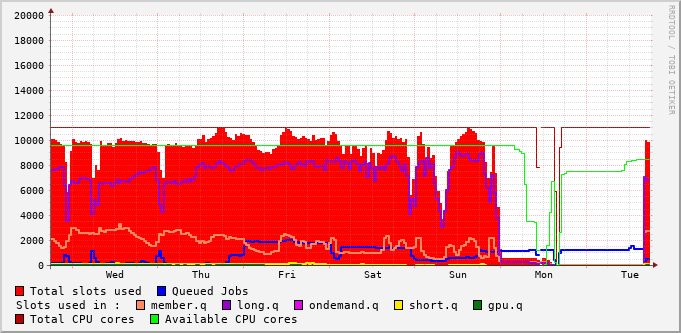 20000
18000
16000
14000
12000
10000
8000
6000
4000
2000
0
Wed Thu Fri Sat Sun Mon Tue
RRDTOOL / TOBI OETIKER
Total slots used Queued Jobs
Slots used in : member.q long.q ondemand.q short.q gpu.q
Total CPU cores Available CPU cores